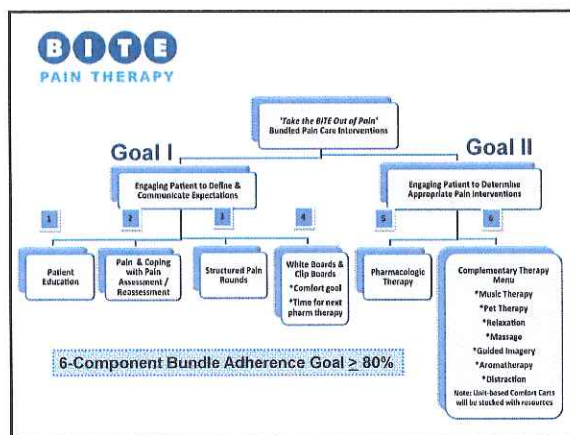 BITE
PAIN THERAPY
'Take the BITE Out of Pain'
Bundled Pain Care Interventions
Goal I
Goal II
Engaging Patient to Define &
Communicate Expectations
Engaging Patient to Determine
Appropriate Pain Interventions
1
2
3
4
5
6
Patient
Education
Pain & Coping
with Pain
Assessment /
Reassessment
Structured Pain
Rounds
White Boards &
Clip Boards
*Comfort goal
*Time for next
pharm therapy
Pharmacologic
Therapy
Complementary Therapy
Menu
*Music Therapy
*Pet Therapy
*Relaxation
*Massage
*Guided Imagery
*Aromatherapy
*Distraction
Note: Unit-based Comfort Carts
will be stocked with resources
6-Component Bundle Adherence Goal ≥ 80%